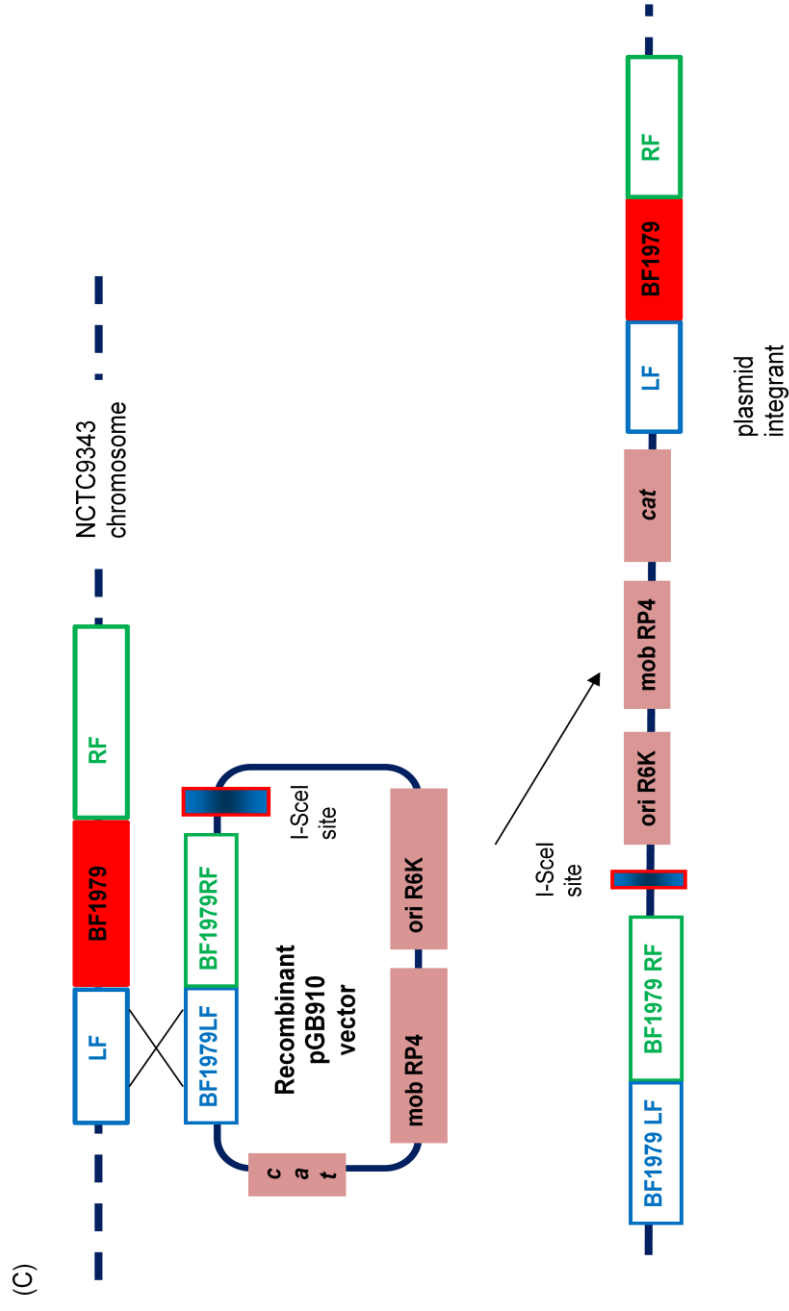 (C)
LF
BF1979
RF
NCTC9343
chromosome
BF1979LF
BF1979RF
I-SceI
site
c
a
t
Recombinant
pGB910
vector
mob RP4
ori R6K
BF1979 LF
BF1979 RF
I-SceI
site
ori R6K
mob RP4
cat
LF
BF1979
RF
plasmid
integrant